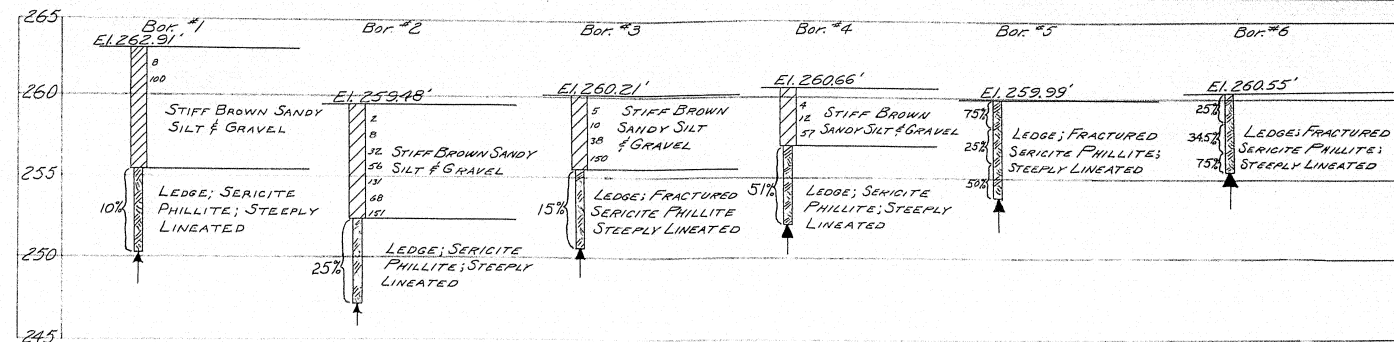 265
260
255
250
245
Bor. #1
El. 262.91'
8
100
STIFF BROWN SANDY
SILT & GRAVEL
10%
LEDGE; SERICITE
PHILLITE; STEEPLY
LINEATED
Bor. #2
El. 259.48'
2
8
32
56
131
68
151
STIFF BROWN SANDY
SILT & GRAVEL
25%
LEDGE; SERICITE
PHILLITE; STEEPLY
LINEATED
Bor. #3
El. 260.21'
5
10
38
150
STIFF BROWN
SANDY SILT
& GRAVEL
15%
LEDGE; FRACTURED
SERICITE PHILLITE
STEEPLY LINEATED
Bor. #4
El. 260.66'
4
12
57
STIFF BROWN
SANDY SILT & GRAVEL
51%
LEDGE; SERICITE
PHILLITE; STEEPLY
LINEATED
Bor. #5
El. 259.99'
75%
25%
50%
LEDGE; FRACTURED
SERICITE PHILLITE;
STEEPLY LINEATED
Bor. #6
El. 260.55'
25%
34.5%
75%
LEDGE; FRACTURED
SERICITE PHILLITE;
STEEPLY LINEATED